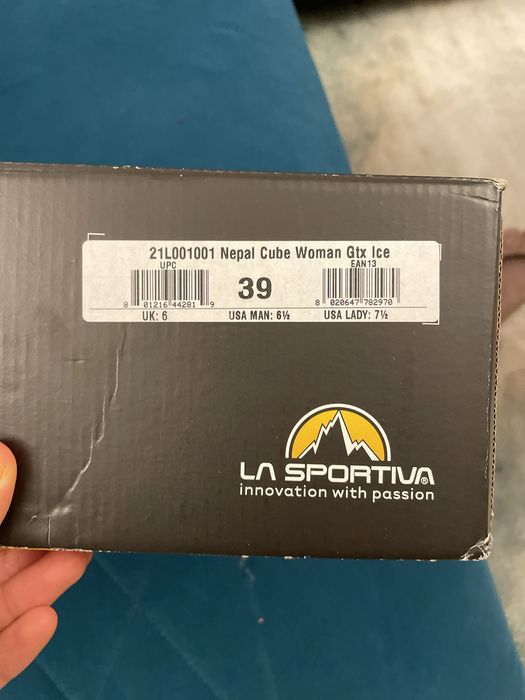 21L001001 Nepal Cube Woman Gtx Ice
UPC EAN13
39
8 01216 44281 9 8 020647 782970
UK: 6 USA MAN: 6½ USA LADY: 7½
LA SPORTIVA®
innovation with passion